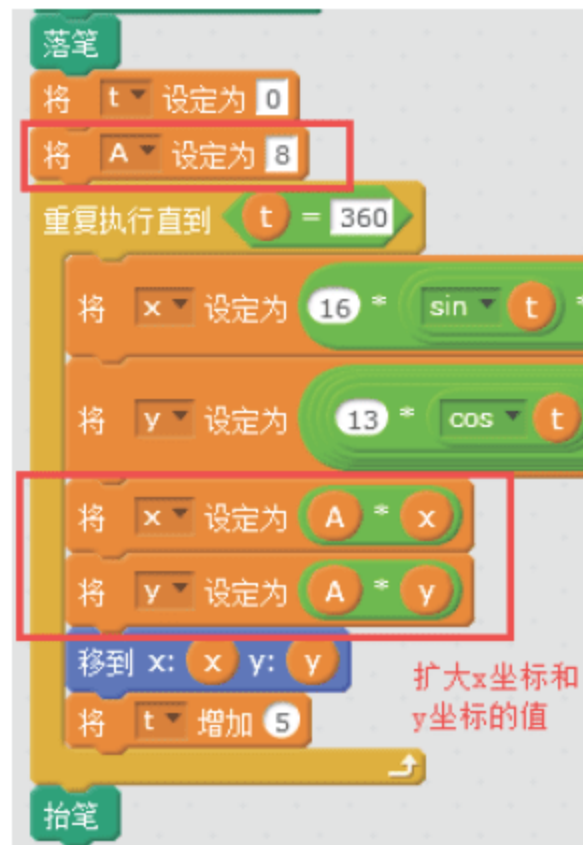 落笔
将 t 设定为 0
将 A 设定为 8
重复执行直到 t = 360
将 x 设定为 16 * sin t *
将 y 设定为 13 * cos t
将 x 设定为 A * x
将 y 设定为 A * y
移到 x: x y: y
将 t 增加 5
扩大x坐标和
y坐标的值
抬笔